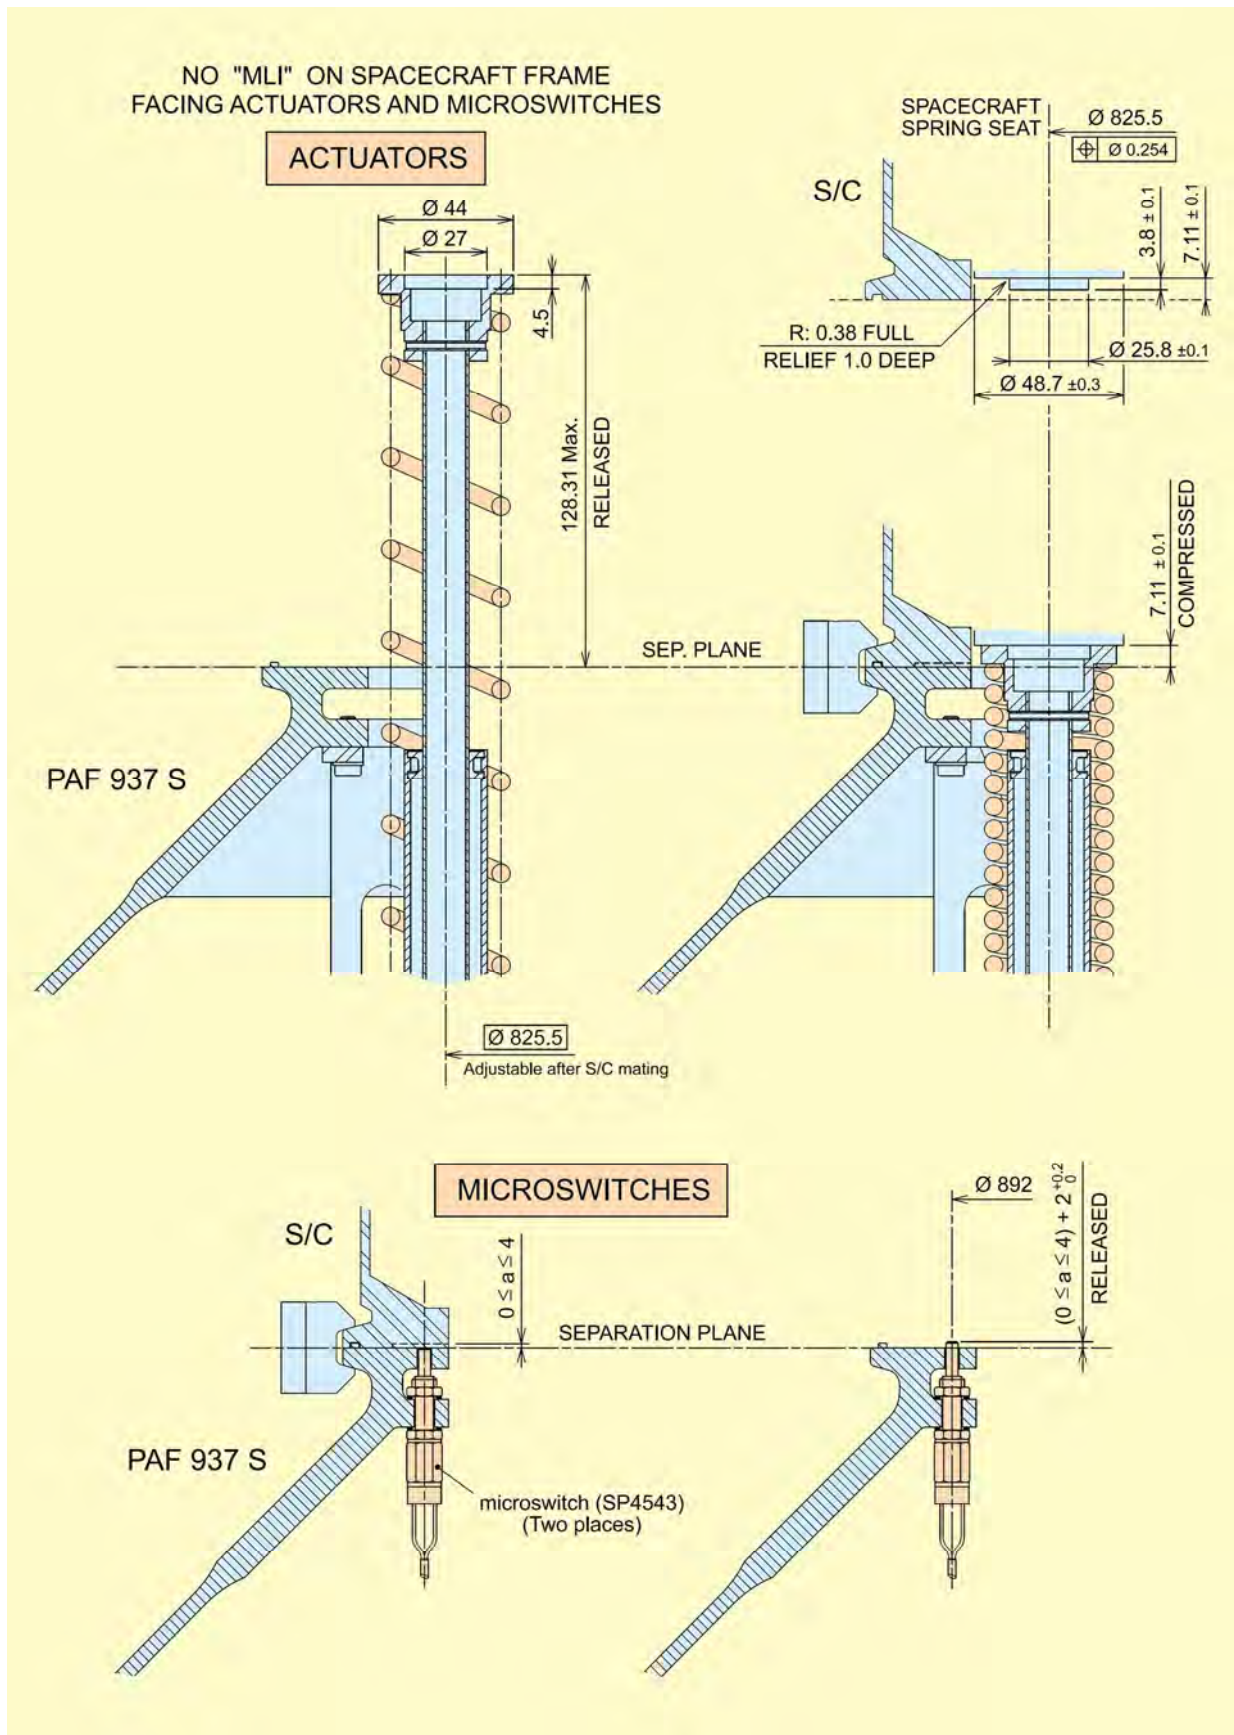 NO "MLI" ON SPACECRAFT FRAME
FACING ACTUATORS AND MICROSWITCHES
ACTUATORS
SPACECRAFT
SPRING SEAT
Ø 825.5
⌖ Ø 0.254
S/C
3.8 ± 0.1
7.11 ± 0.1
R: 0.38 FULL
RELIEF 1.0 DEEP
Ø 25.8 ±0.1
Ø 48.7 ±0.3
Ø 44
Ø 27
4.5
128.31 Max.
RELEASED
7.11 ± 0.1
COMPRESSED
SEP. PLANE
PAF 937 S
Ø 825.5
Adjustable after S/C mating
MICROSWITCHES
S/C
0 ≤ a ≤ 4
Ø 892
(0 ≤ a ≤ 4) + 2 +0.2 0
RELEASED
SEPARATION PLANE
PAF 937 S
microswitch (SP4543)
(Two places)